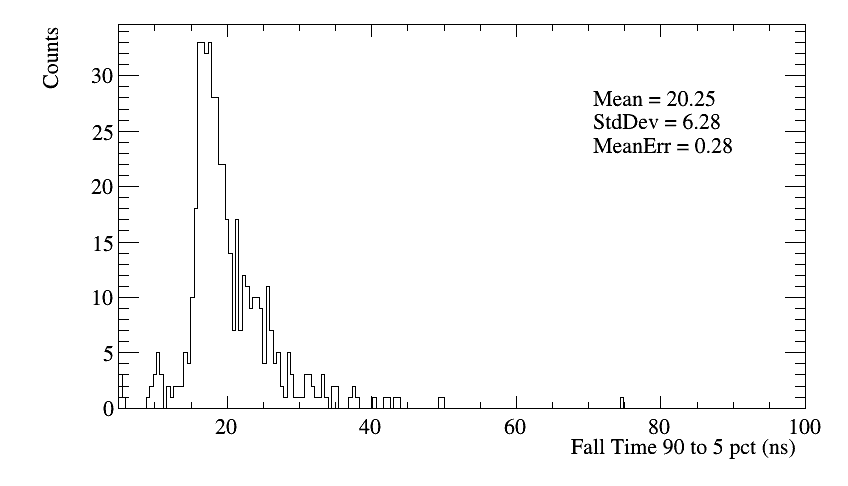 Counts
30
25
20
15
10
5
0
Mean = 20.25
StdDev = 6.28
MeanErr = 0.28
20 40 60 80 100
Fall Time 90 to 5 pct (ns)